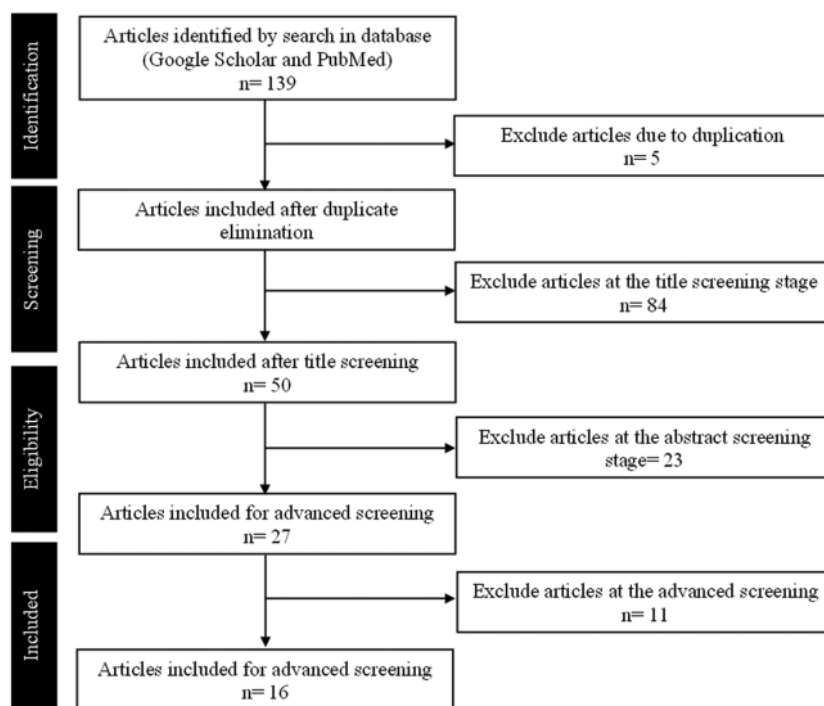 Identification
Articles identified by search in database
(Google Scholar and PubMed)
n= 139
Exclude articles due to duplication
n= 5
Screening
Articles included after duplicate
elimination
Exclude articles at the title screening stage
n= 84
Articles included after title screening
n= 50
Eligibility
Exclude articles at the abstract screening
stage= 23
Articles included for advanced screening
n= 27
Included
Exclude articles at the advanced screening
n= 11
Articles included for advanced screening
n= 16